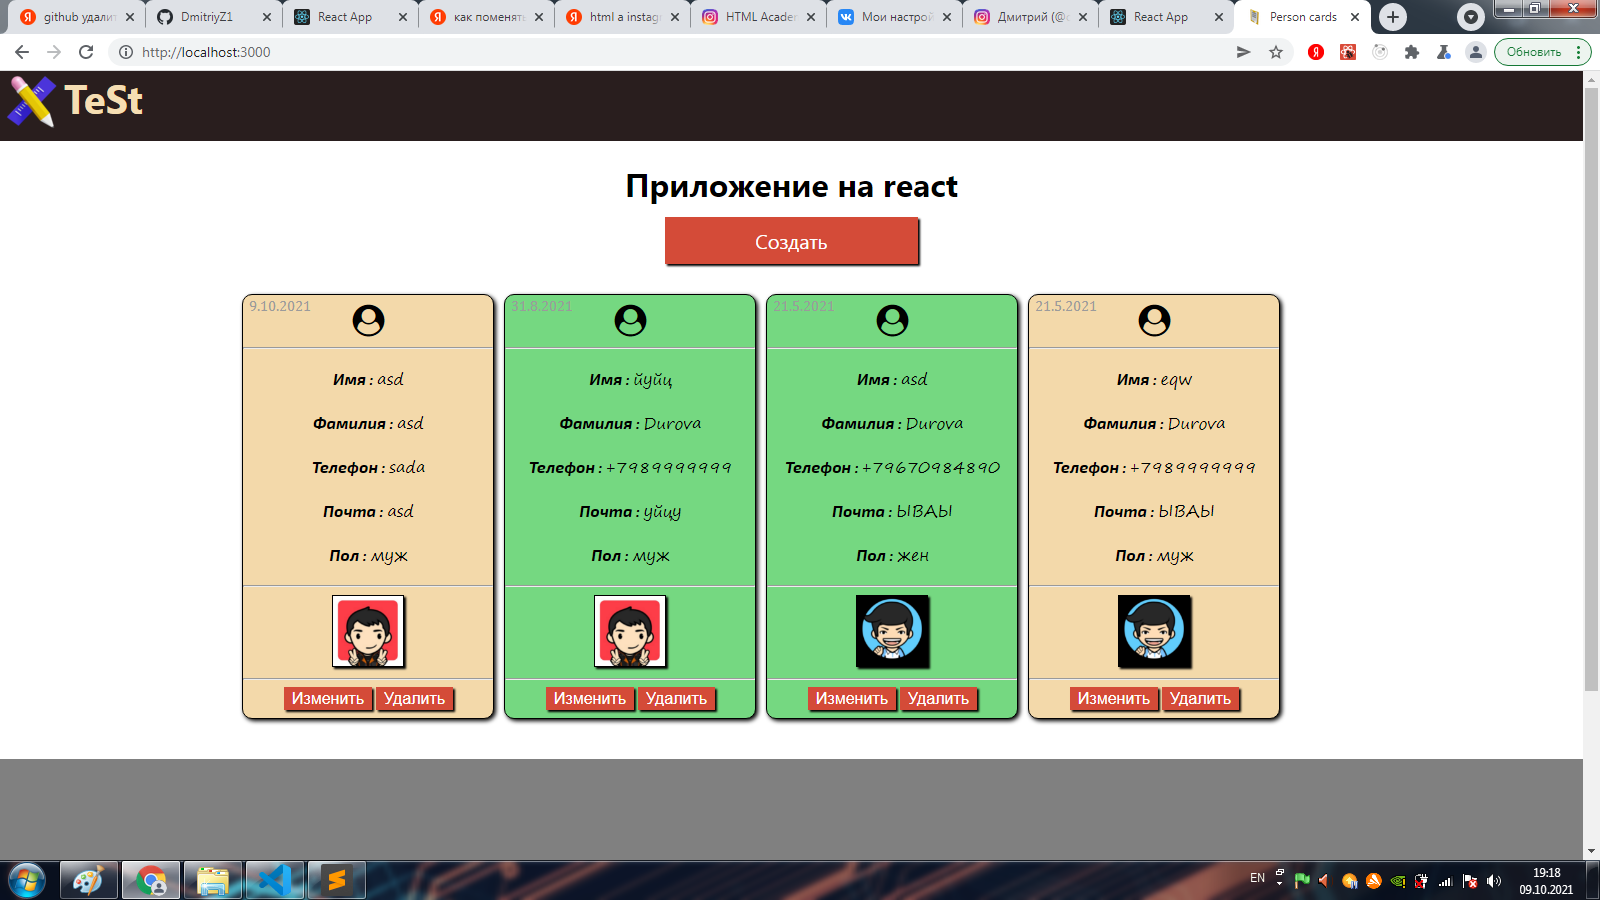 github удалит
DmitriyZ1
React App
как поменять
html a instagr
HTML Acade
Мои настрой
Дмитрий (@d
React App
Person cards
http://localhost:3000
Обновить
TeSt
Приложение на react
Создать
9.10.2021
Имя : asd
Фамилия : asd
Телефон : sada
Почта : asd
Пол : муж
Изменить Удалить
31.8.2021
Имя : йуйц
Фамилия : Durova
Телефон : +7989999999
Почта : уйцу
Пол : муж
Изменить Удалить
21.5.2021
Имя : asd
Фамилия : Durova
Телефон : +79670984890
Почта : ЫВАЫ
Пол : жен
Изменить Удалить
21.5.2021
Имя : eqw
Фамилия : Durova
Телефон : +7989999999
Почта : ЫВАЫ
Пол : муж
Изменить Удалить
EN
19:18
09.10.2021